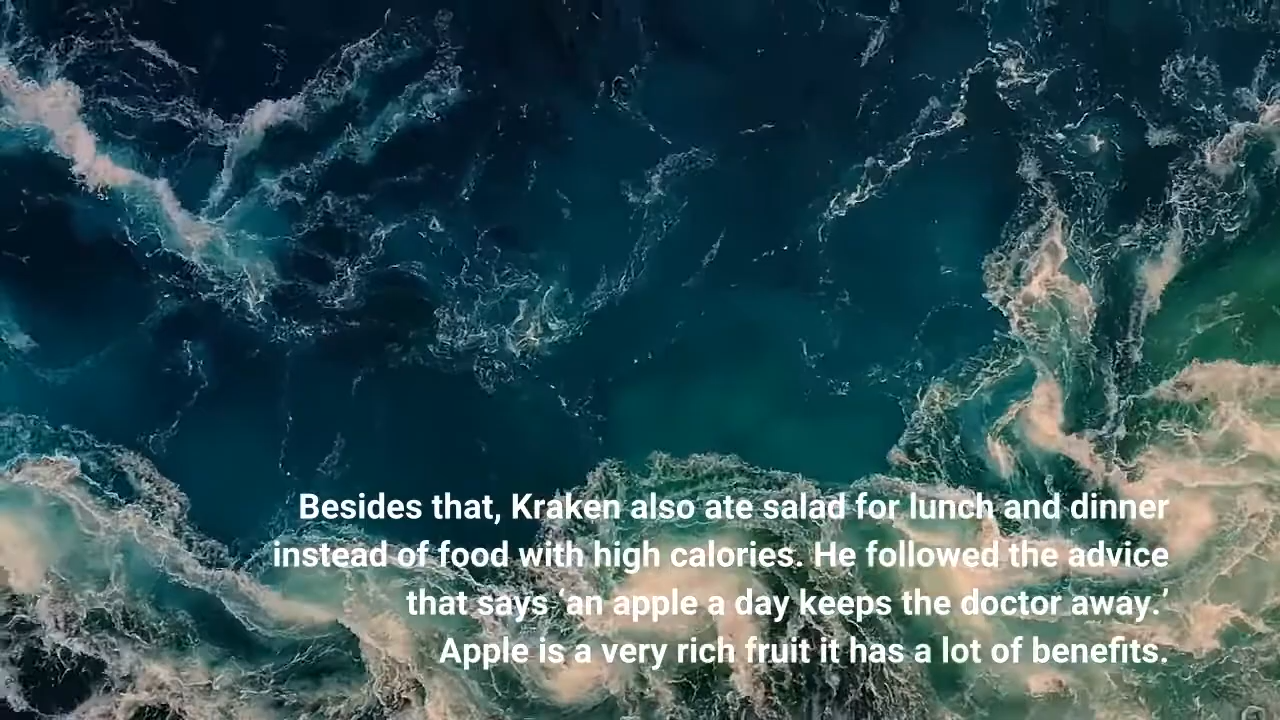 Besides that, Kraken also ate salad for lunch and dinner
instead of food with high calories. He followed the advice
that says ‘an apple a day keeps the doctor away.’
Apple is a very rich fruit it has a lot of benefits.